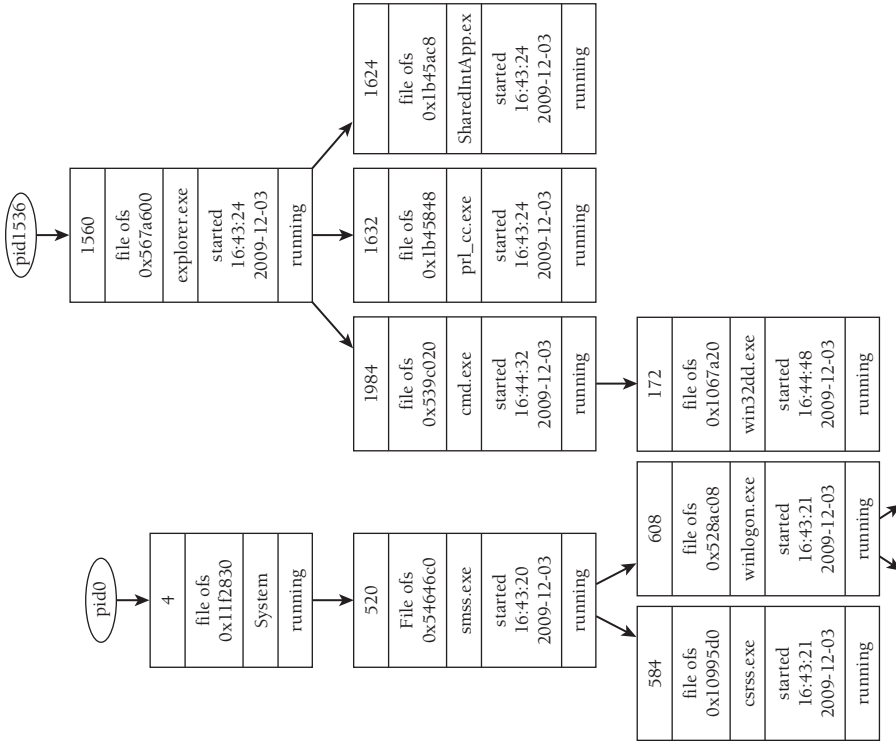 pid1536
1560
file ofs
0x567a600
explorer.exe
started
16:43:24
2009-12-03
running
1984
file ofs
0x539c020
cmd.exe
started
16:44:32
2009-12-03
running
1632
file ofs
0x1b45848
prl_cc.exe
started
16:43:24
2009-12-03
running
1624
file ofs
0x1b45ac8
SharedIntApp.ex
started
16:43:24
2009-12-03
running
172
file ofs
0x1067a20
win32dd.exe
started
16:44:48
2009-12-03
running
pid0
4
file ofs
0x11f2830
System
running
520
File ofs
0x54646c0
smss.exe
started
16:43:20
2009-12-03
running
584
file ofs
0x10995d0
csrss.exe
started
16:43:21
2009-12-03
running
608
file ofs
0x528ac08
winlogon.exe
started
16:43:21
2009-12-03
running